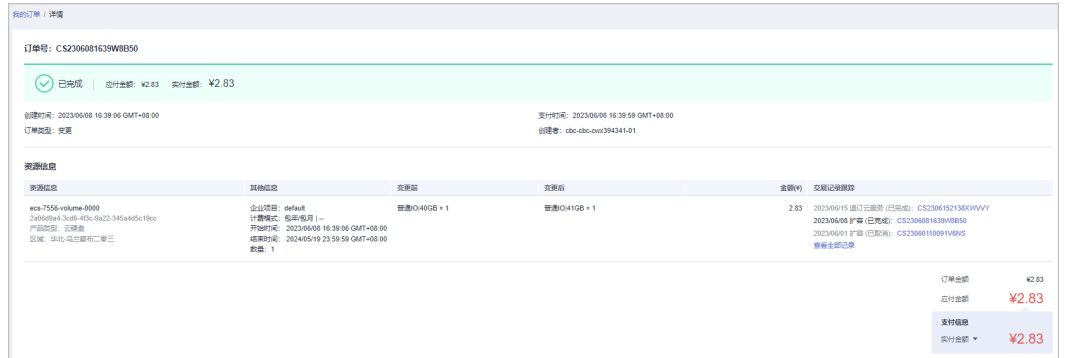 我的订单 / 详情
订单号：CS2306081639W8B50
已完成 应付金额：¥2.83 实付金额：¥2.83
创建时间：2023/06/08 16:39:06 GMT+08:00 支付时间：2023/06/08 16:39:59 GMT+08:00
订单类型：变更 创建者：cbc-cbc-cwx394341-01
资源信息
资源信息 其他信息 变更前 变更后 金额(¥) 交易记录跟踪
ecs-7556-volume-0000 企业项目：default 普通IO|40GB × 1 普通IO|41GB × 1 2.83 2023/06/15 退订云服务 (已完成)：CS2306152138XWVVY
2a06d9a4-3cd6-4f3c-9a22-345a4d5c19cc 计费模式：包年/包月 | -- 2023/06/08 扩容 (已完成)：CS2306081639W8B50
产品类型：云硬盘 开始时间：2023/06/08 16:39:06 GMT+08:00 2023/06/01 扩容 (已取消)：CS23060110091V6NS
区域：华北-乌兰察布二零三 结束时间：2024/05/19 23:59:59 GMT+08:00 查看全部记录
数量：1
订单金额 ¥2.83
应付金额 ¥2.83
支付信息
实付金额 ¥2.83